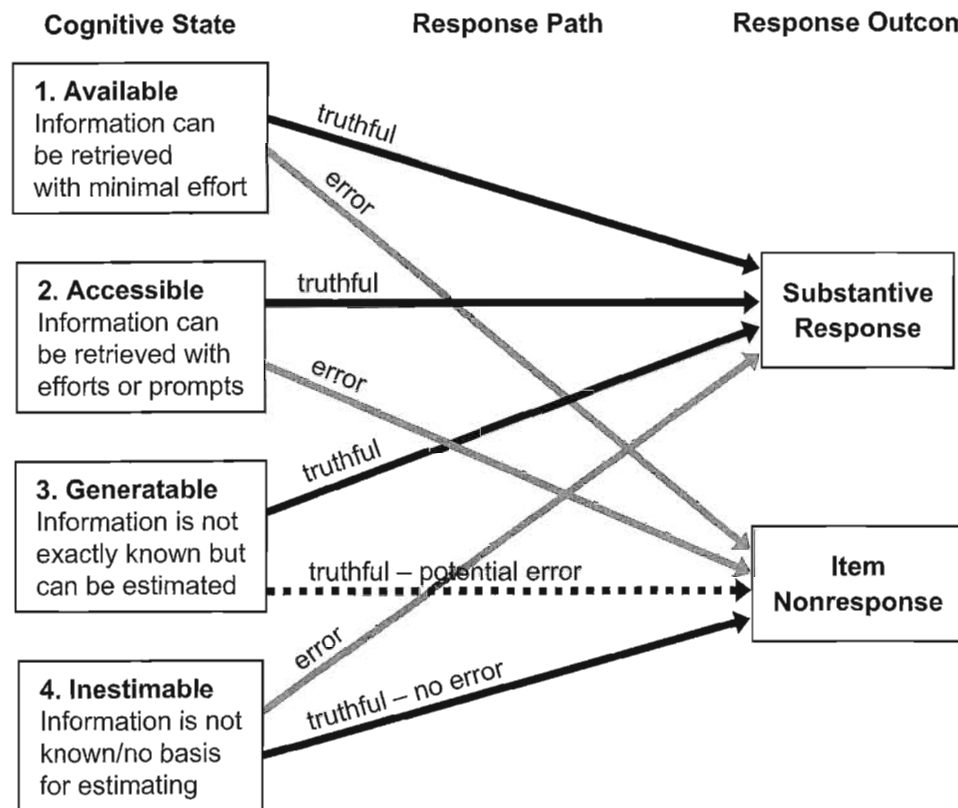 Cognitive State
Response Path
Response Outcom
1. Available
Information can
be retrieved
with minimal effort
2. Accessible
Information can
be retrieved with
efforts or prompts
3. Generatable
Information is not
exactly known but
can be estimated
4. Inestimable
Information is not
known/no basis
for estimating
truthful
error
truthful
error
truthful
truthful – potential error
error
truthful – no error
Substantive
Response
Item
Nonresponse